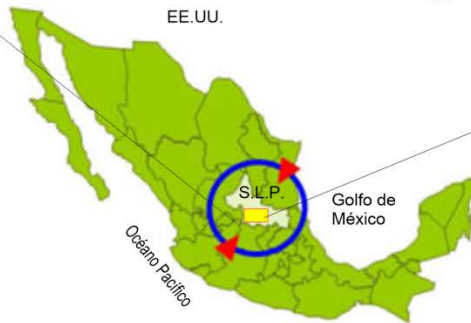 EE.UU.
S.L.P.
Golfo de
México
Océano Pacífico